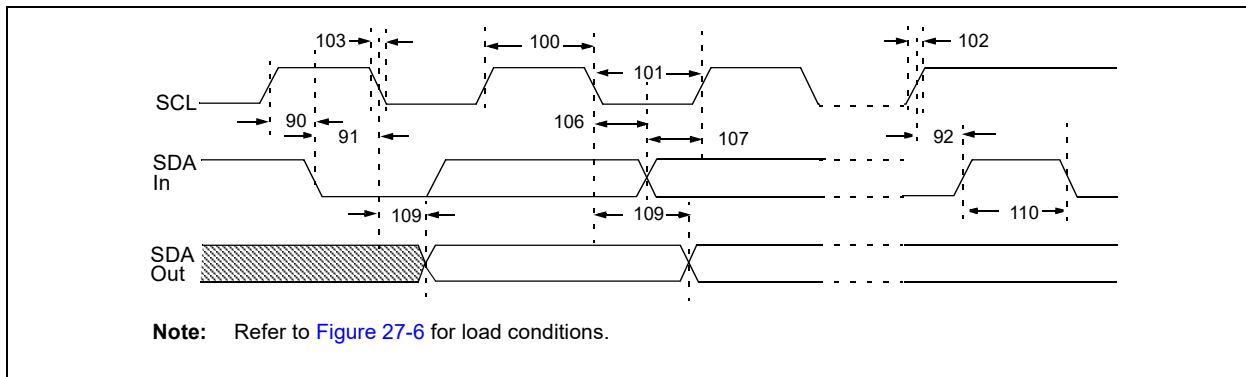 103
100
102
101
SCL
90
91
106
107
92
SDA
In
109
109
110
SDA
Out
Note: Refer to Figure 27-6 for load conditions.